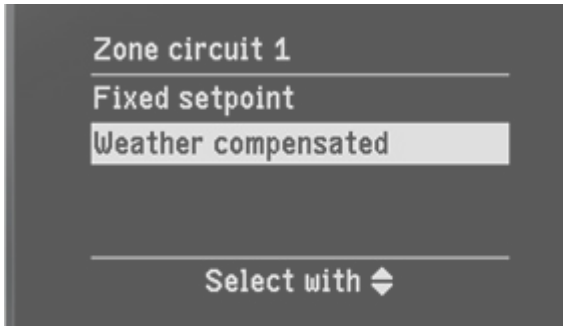 Zone circuit 1
Fixed setpoint
Weather compensated
Select with